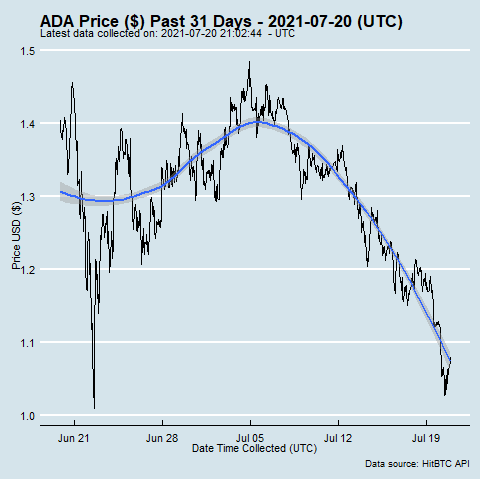 ADA Price ($) Past 31 Days - 2021-07-20 (UTC)
Latest data collected on: 2021-07-20 21:02:44  - UTC
1.5
1.4
1.3
1.2
1.1
1.0
Price USD ($)
Jun 21 Jun 28 Jul 05 Jul 12 Jul 19
Date Time Collected (UTC)
Data source: HitBTC API